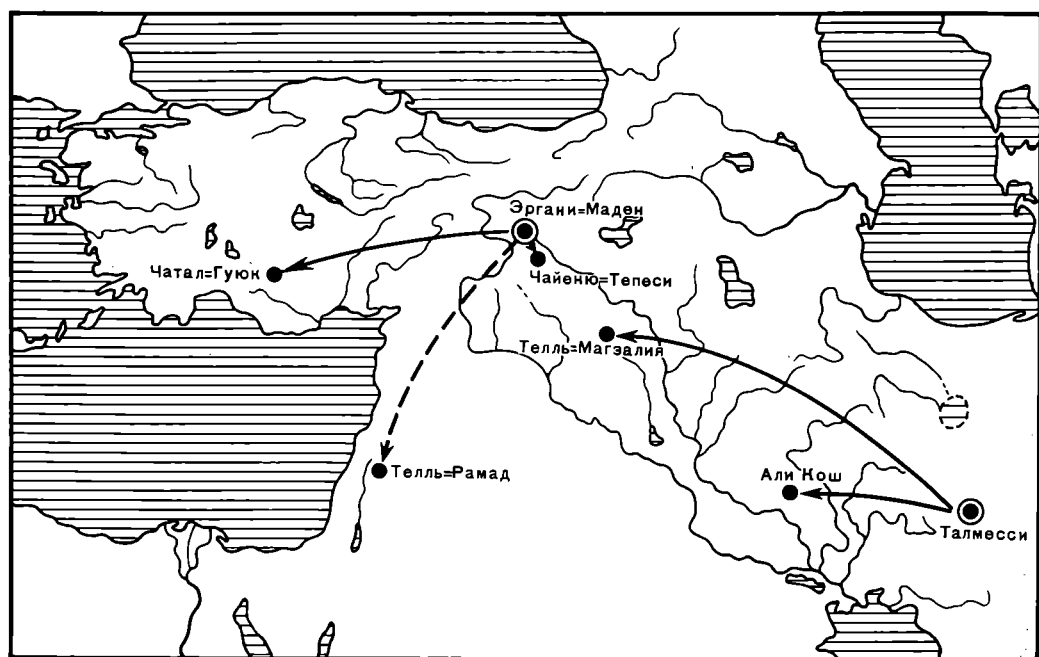 Эргани=Маден
Чатал=Гуюк
Чайеню=Тепеси
Телль=Магзалия
Телль=Рамад
Али Кош
Талмесси